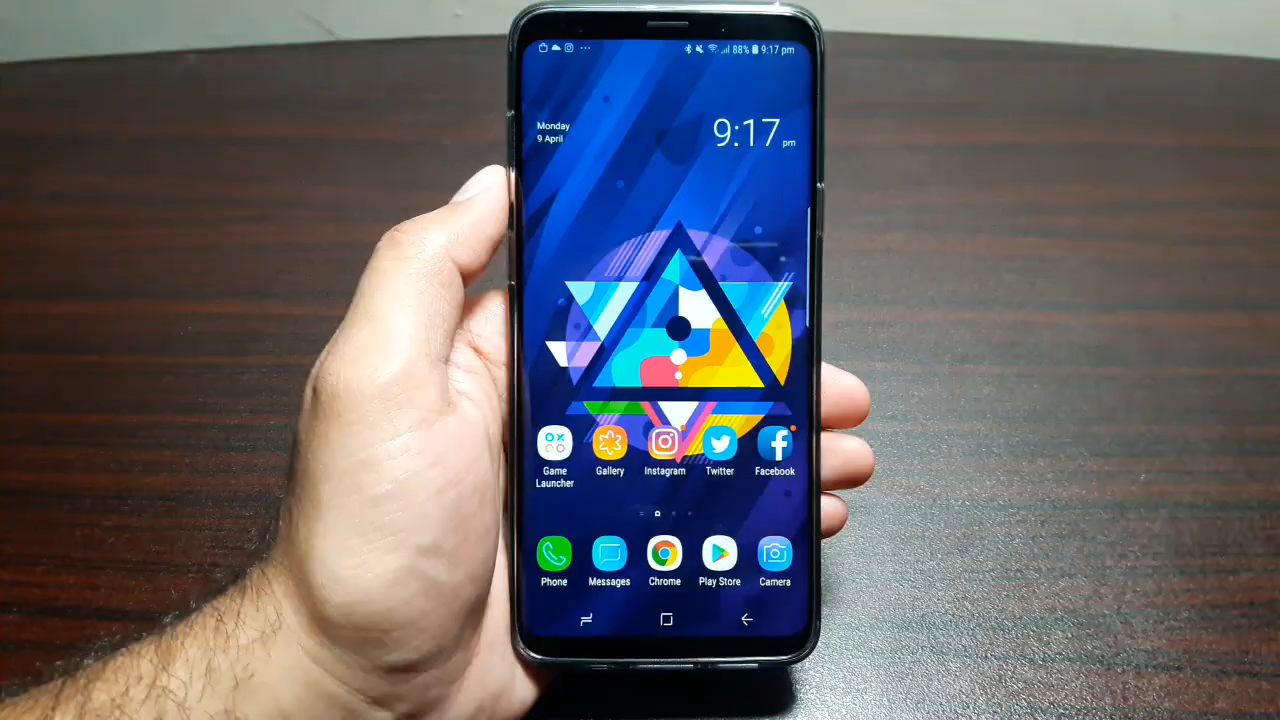 88% 9:17 pm
Monday
9 April
9:17 pm
Game
Launcher
Gallery
Instagram
Twitter
Facebook
Phone
Messages
Chrome
Play Store
Camera